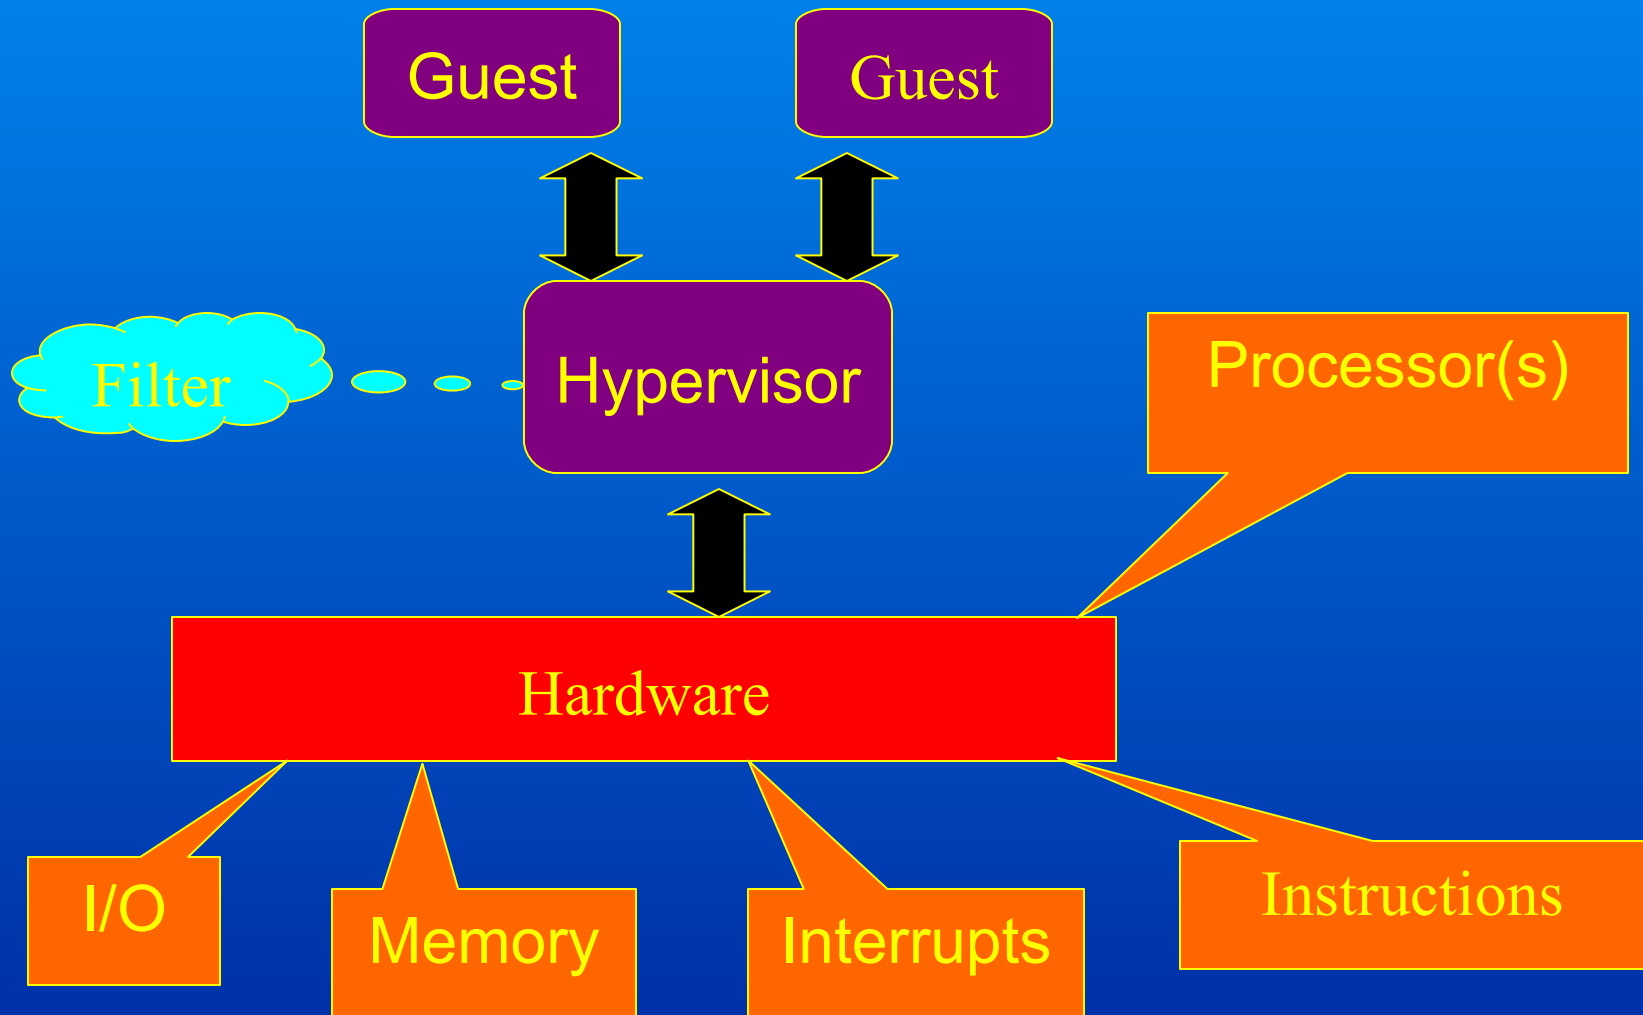 Guest
Guest
Filter
Hypervisor
Processor(s)
Hardware
I/O
Memory
Interrupts
Instructions